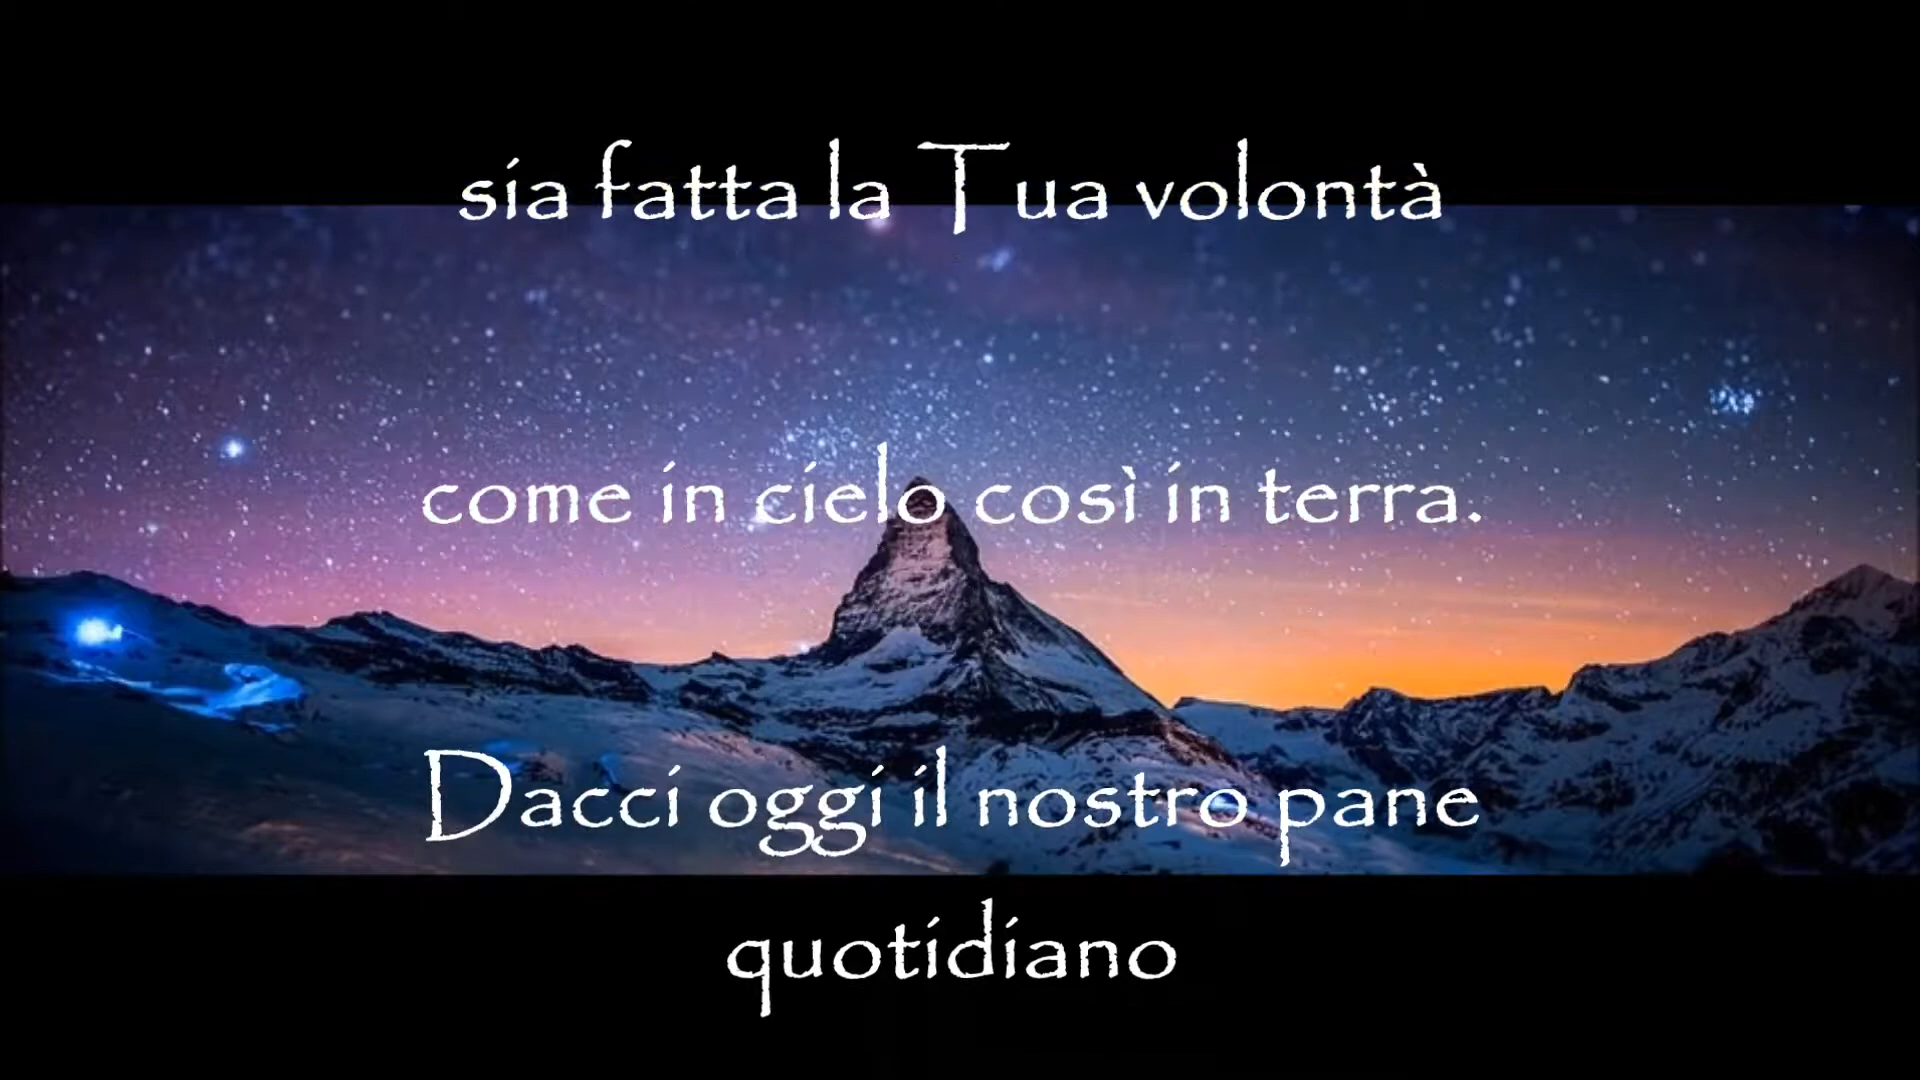 sia fatta la Tua volontà
come in cielo così in terra.
Dacci oggi il nostro pane
quotidiano